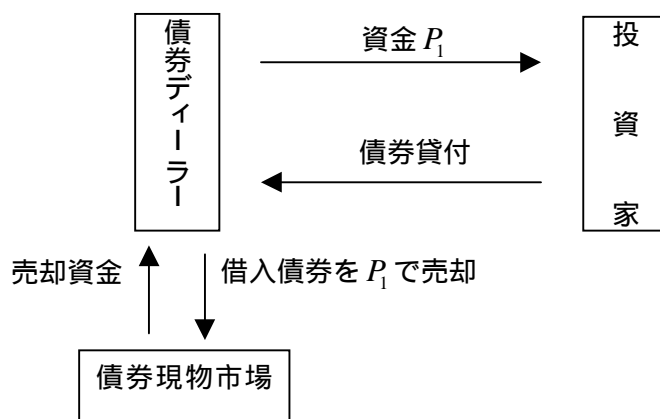 債券ディーラー
資金 P₁
投資家
債券貸付
売却資金
借入債券を P₁ で売却
債券現物市場